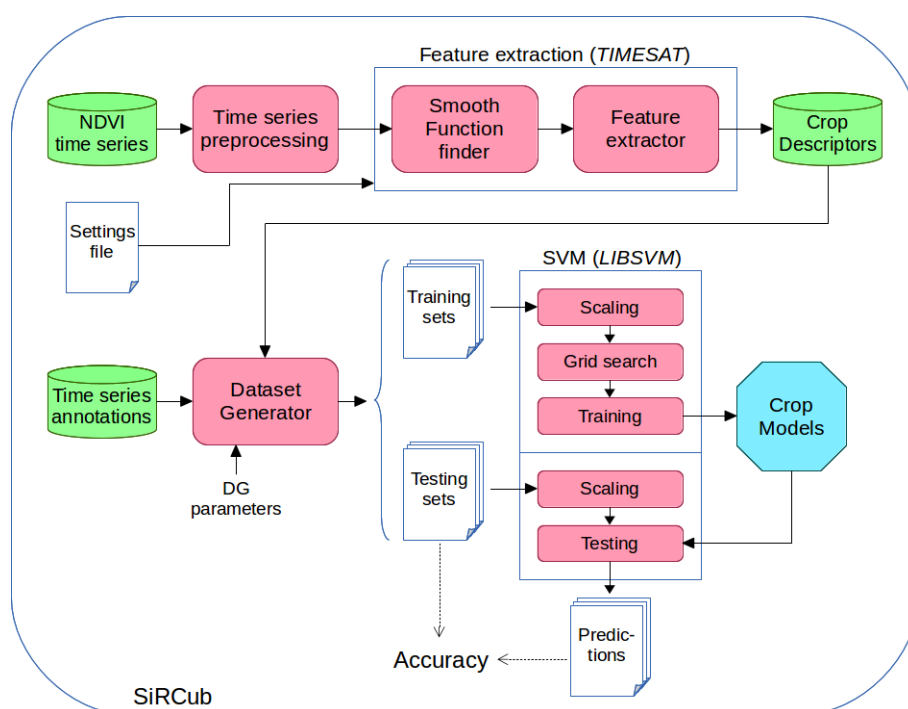 Feature extraction (TIMESAT)
NDVI
time series
Time series
preprocessing
Smooth
Function
finder
Feature
extractor
Crop
Descriptors
Settings
file
SVM (LIBSVM)
Training
sets
Scaling
Grid search
Training
Time series
annotations
Dataset
Generator
Crop
Models
DG
parameters
Testing
sets
Scaling
Testing
Predic-
tions
Accuracy
SiRCub